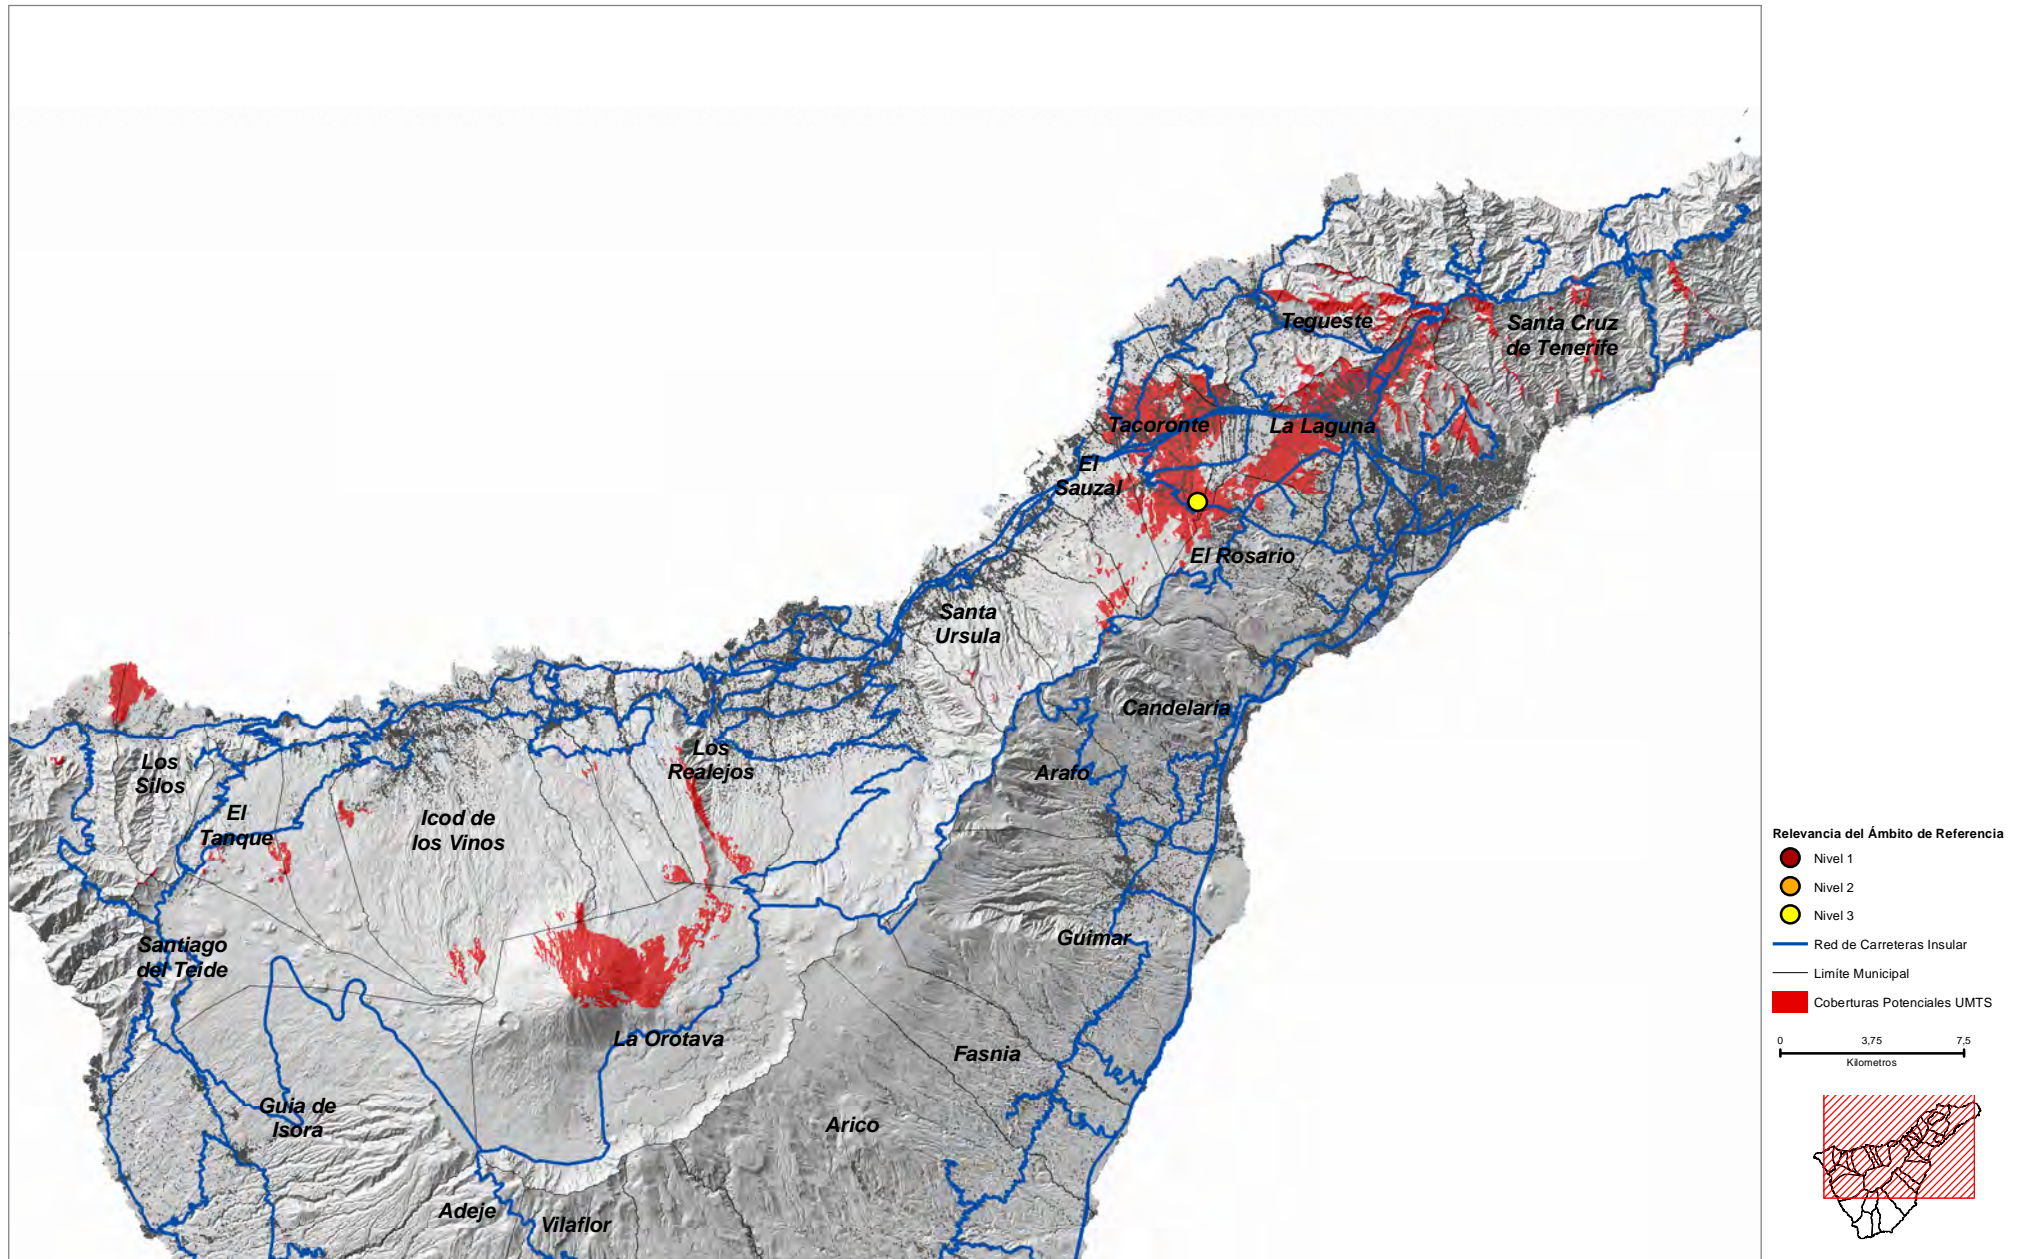 Tegueste
Santa Cruz
de Tenerife
Tacoronte
La Laguna
El
Sauzal
El Rosario
Santa
Ursula
Candelaria
Los
Realejos
Los
Silos
Arafo
El
Tanque
Icod de
los Vinos
Guimar
Santiago
del Teide
La Orotava
Fasnia
Guia de
Isora
Arico
Adeje
Vilaflor
Relevancia del Ámbito de Referencia
Nivel 1
Nivel 2
Nivel 3
Red de Carreteras Insular
Limíte Municipal
Coberturas Potenciales UMTS
0 3,75 7,5
Kilometros